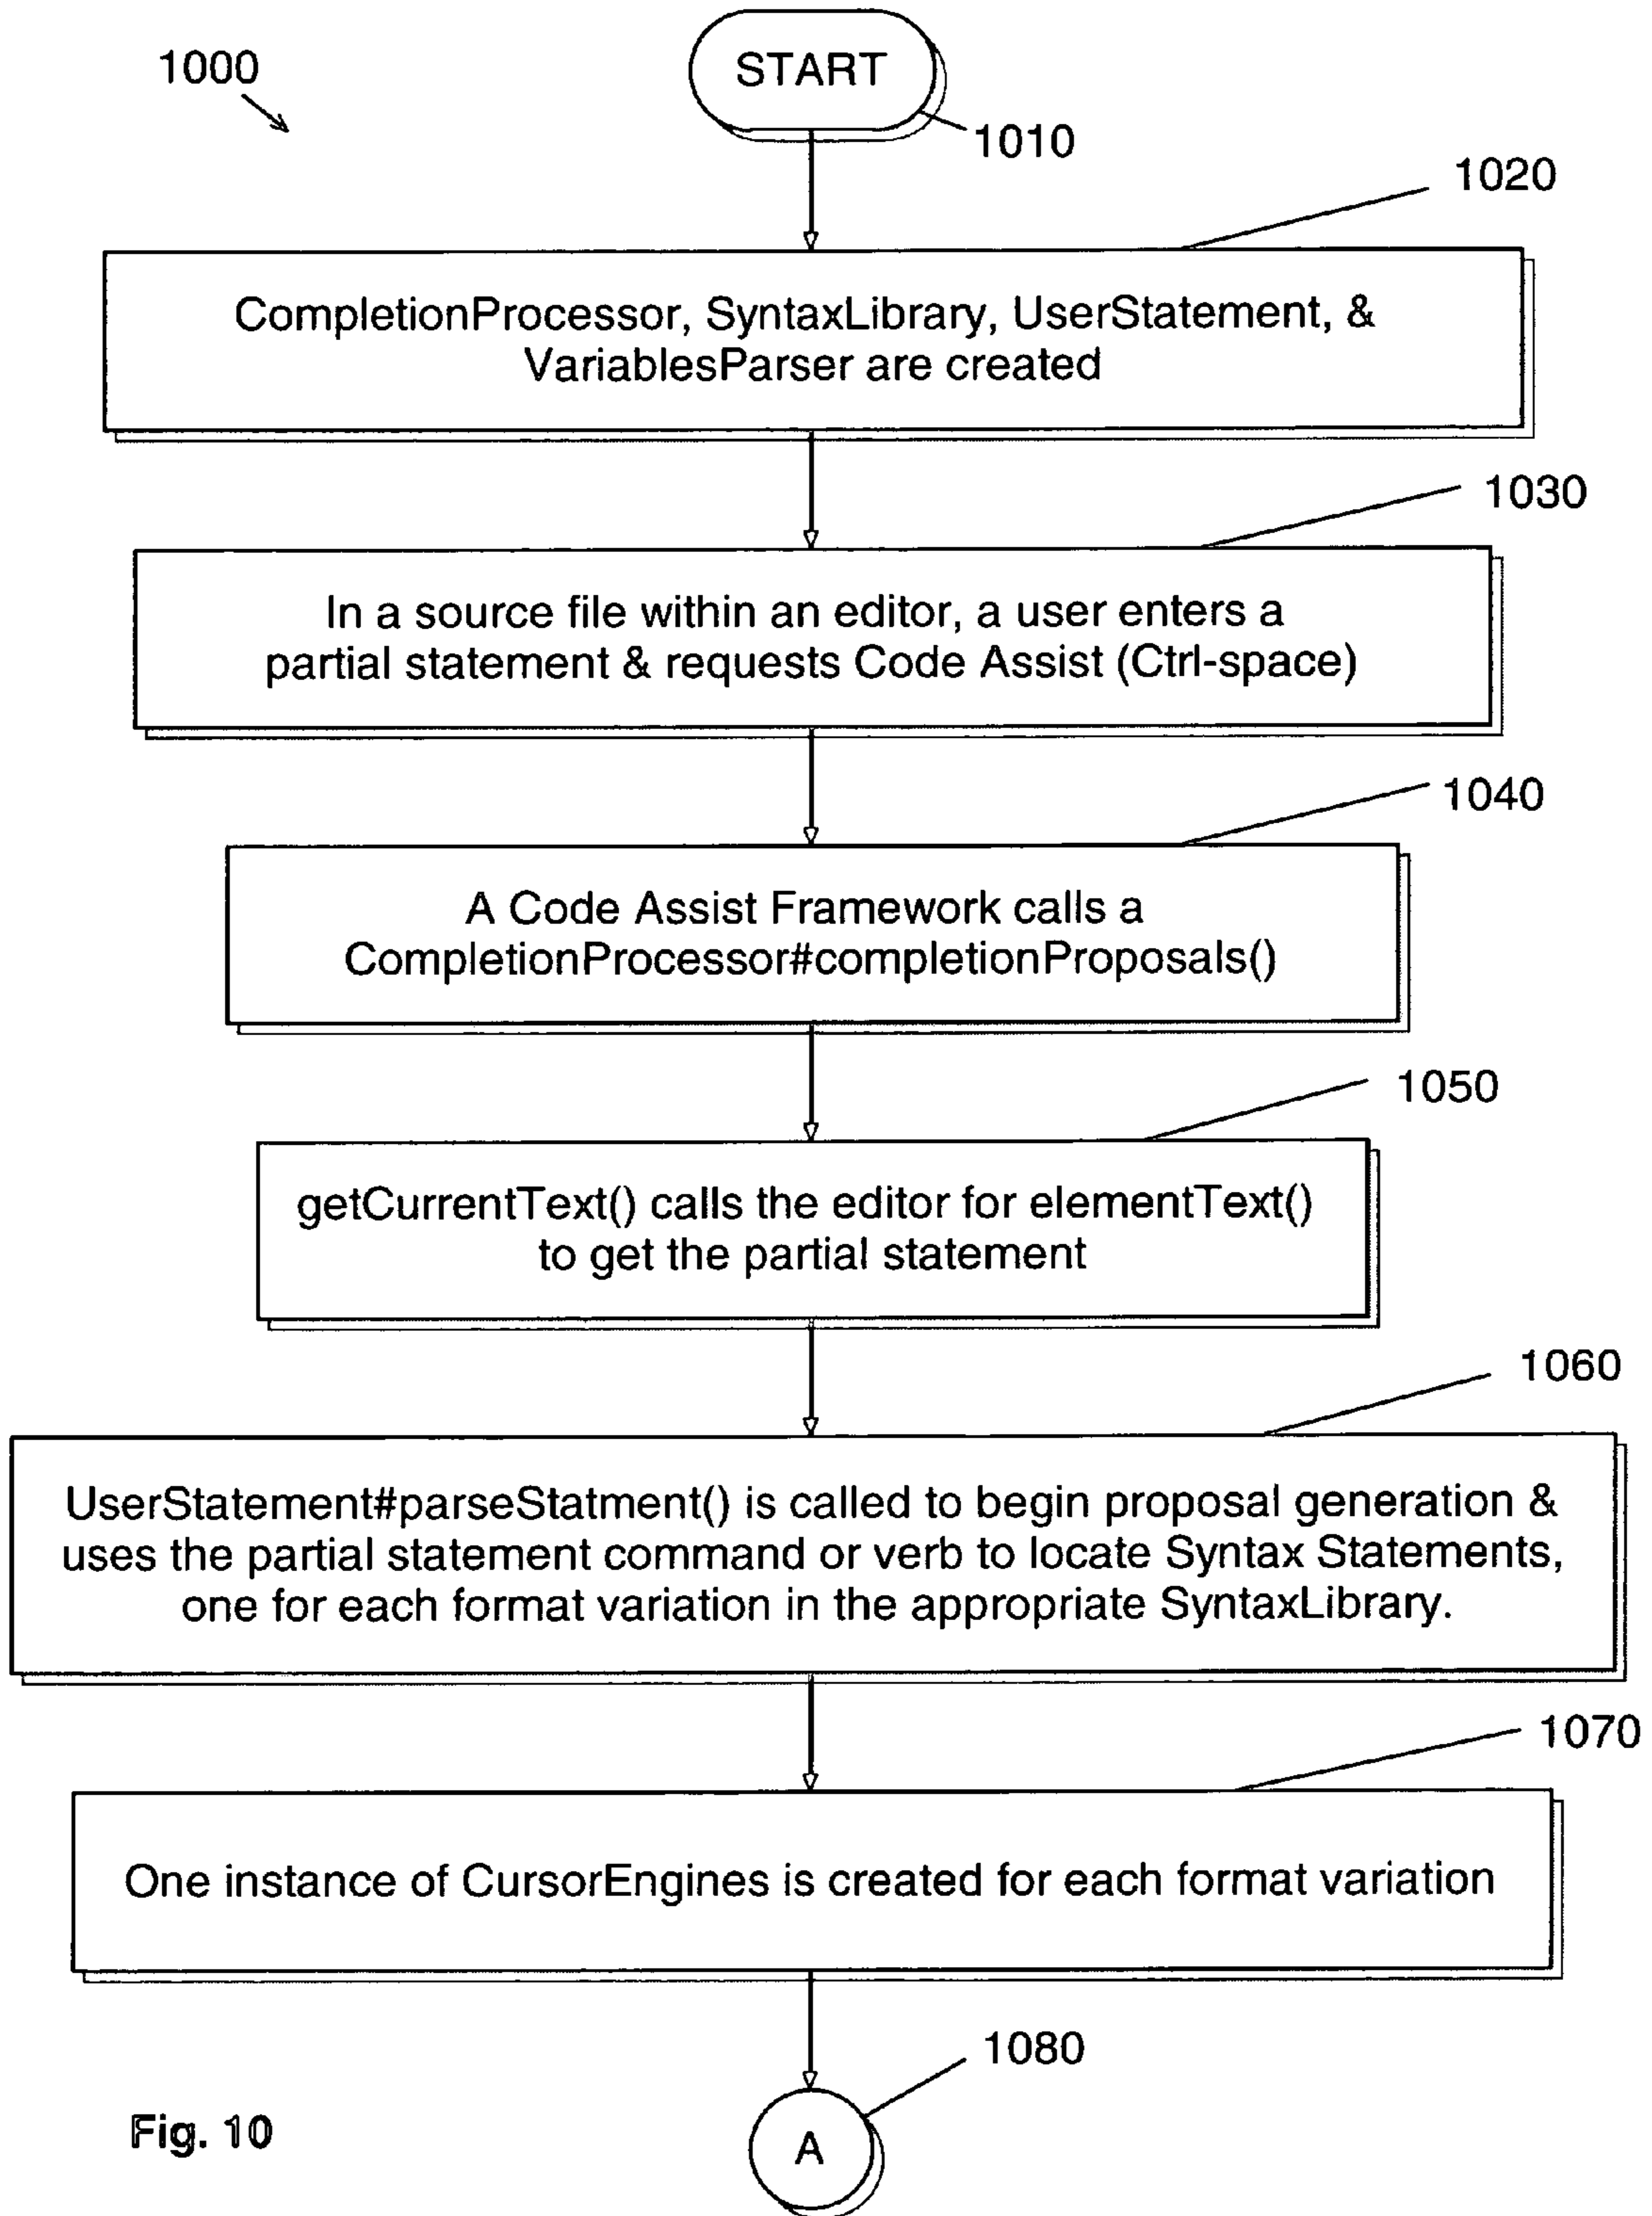 1000
START
1010
1020
CompletionProcessor, SyntaxLibrary, UserStatement, &
VariablesParser are created
1030
In a source file within an editor, a user enters a
partial statement & requests Code Assist (Ctrl-space)
1040
A Code Assist Framework calls a
CompletionProcessor#completionProposals()
1050
getCurrentText() calls the editor for elementText()
to get the partial statement
1060
UserStatement#parseStatment() is called to begin proposal generation &
uses the partial statement command or verb to locate Syntax Statements,
one for each format variation in the appropriate SyntaxLibrary.
1070
One instance of CursorEngines is created for each format variation
1080
A
Fig. 10